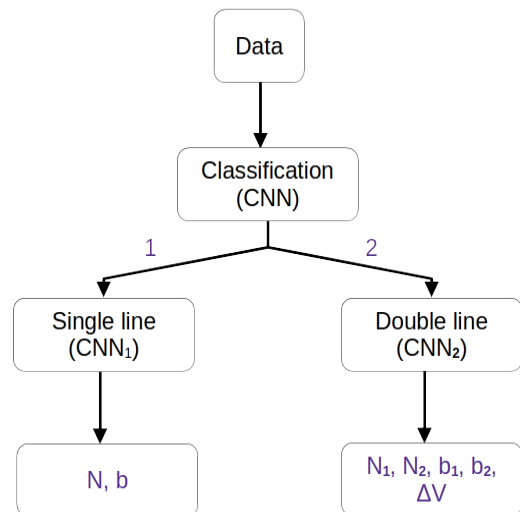 Data
Classification
(CNN)
1
2
Single line
(CNN₁)
Double line
(CNN₂)
N, b
N₁, N₂, b₁, b₂,
ΔV